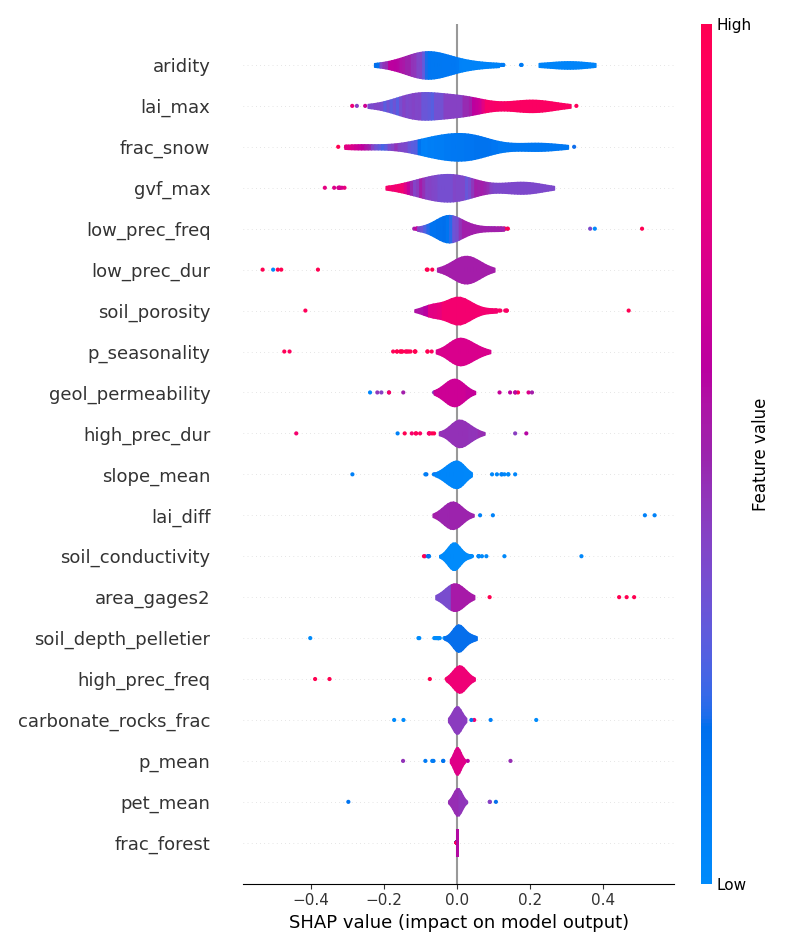 High
aridity
lai_max
frac_snow
gvf_max
low_prec_freq
low_prec_dur
soil_porosity
p_seasonality
geol_permeability
high_prec_dur
slope_mean
lai_diff
soil_conductivity
area_gages2
soil_depth_pelletier
high_prec_freq
carbonate_rocks_frac
p_mean
pet_mean
frac_forest
Feature value
Low
−0.4 −0.2 0.0 0.2 0.4
SHAP value (impact on model output)